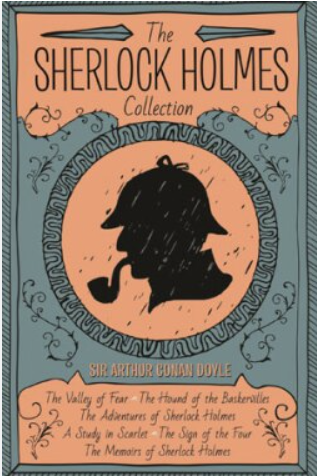 The
SHERLOCK HOLMES
Collection
SIR ARTHUR CONAN DOYLE
The Valley of Fear • The Hound of the Baskervilles
The Adventures of Sherlock Holmes
A Study in Scarlet • The Sign of the Four
The Memoirs of Sherlock Holmes